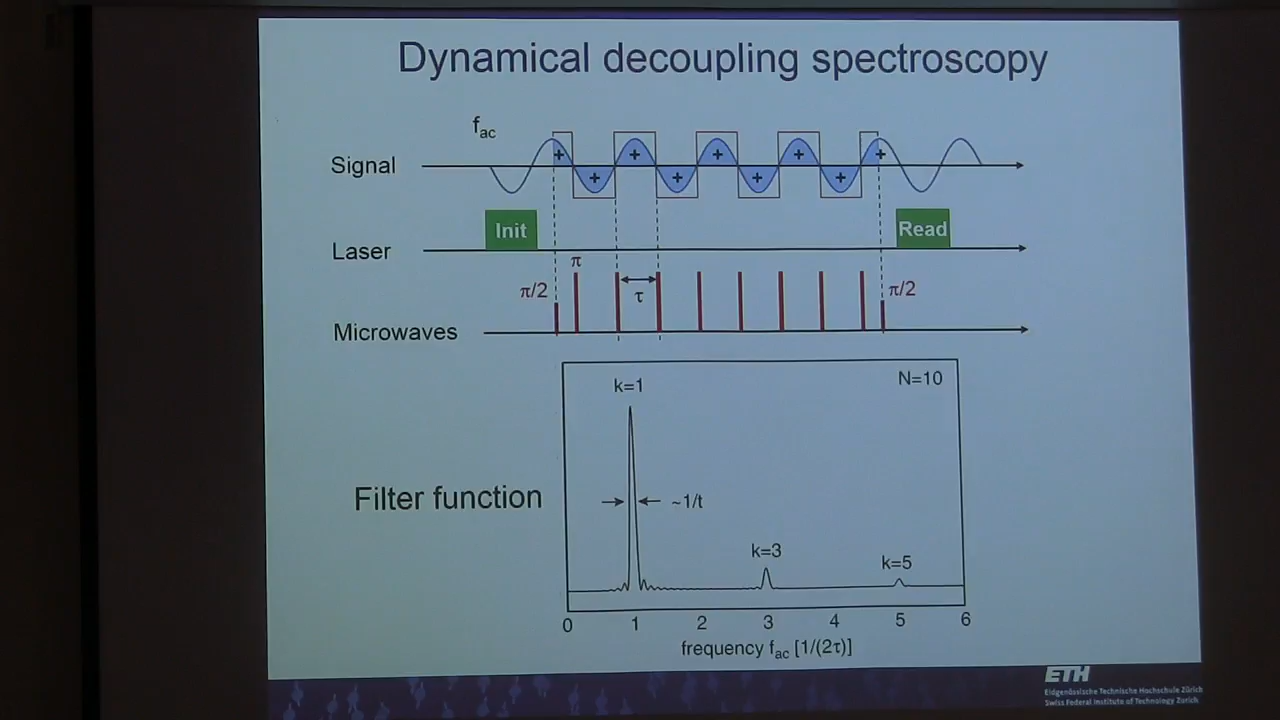 Dynamical decoupling spectroscopy
f_ac
Signal
+ + + + + + + + +
Init
Read
Laser
π
π/2
τ
π/2
Microwaves
k=1
N=10
Filter function
~1/t
k=3
k=5
0 1 2 3 4 5 6
frequency f_ac [1/(2τ)]
ETH
Eidgenössische Technische Hochschule Zürich
Swiss Federal Institute of Technology Zurich